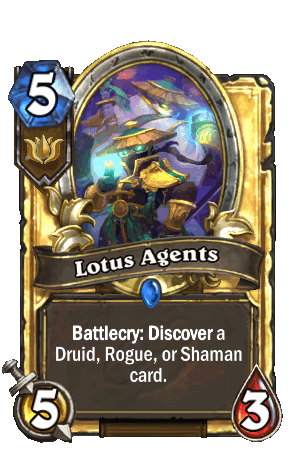 5
Lotus Agents
Battlecry: Discover a
Druid, Rogue, or Shaman
card.
5
3